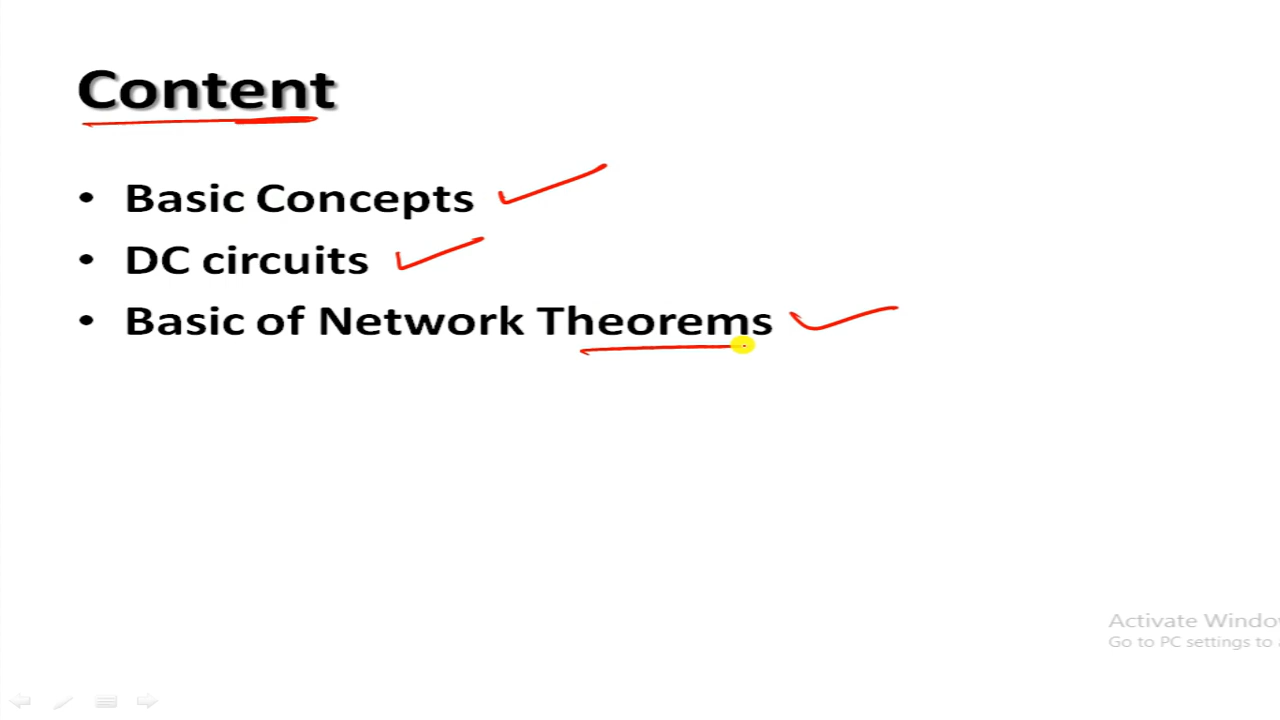 Content
• Basic Concepts
• DC circuits
• Basic of Network Theorems
Activate Windo
Go to PC settings to